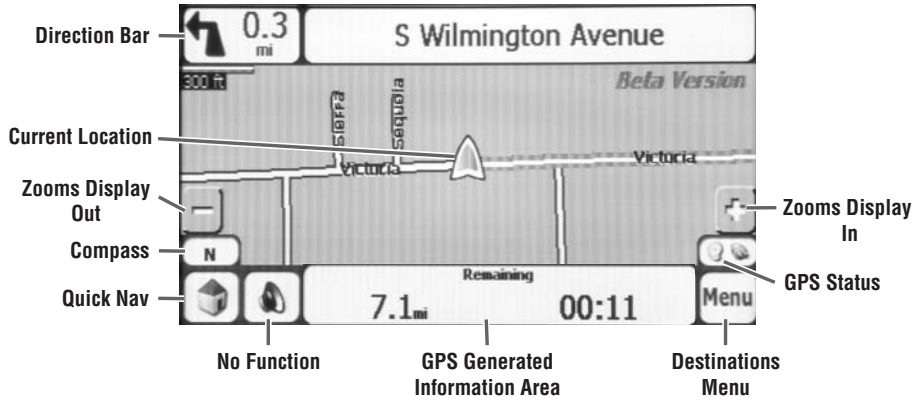 Direction Bar
0.3
mi
S Wilmington Avenue
300 ft
Beta Version
Sierra
Sequoia
Current Location
Victoria
Victoria
Zooms Display
Out
Zooms Display
In
Compass
N
GPS Status
Quick Nav
Remaining
7.1mi
00:11
Menu
No Function
GPS Generated
Information Area
Destinations
Menu